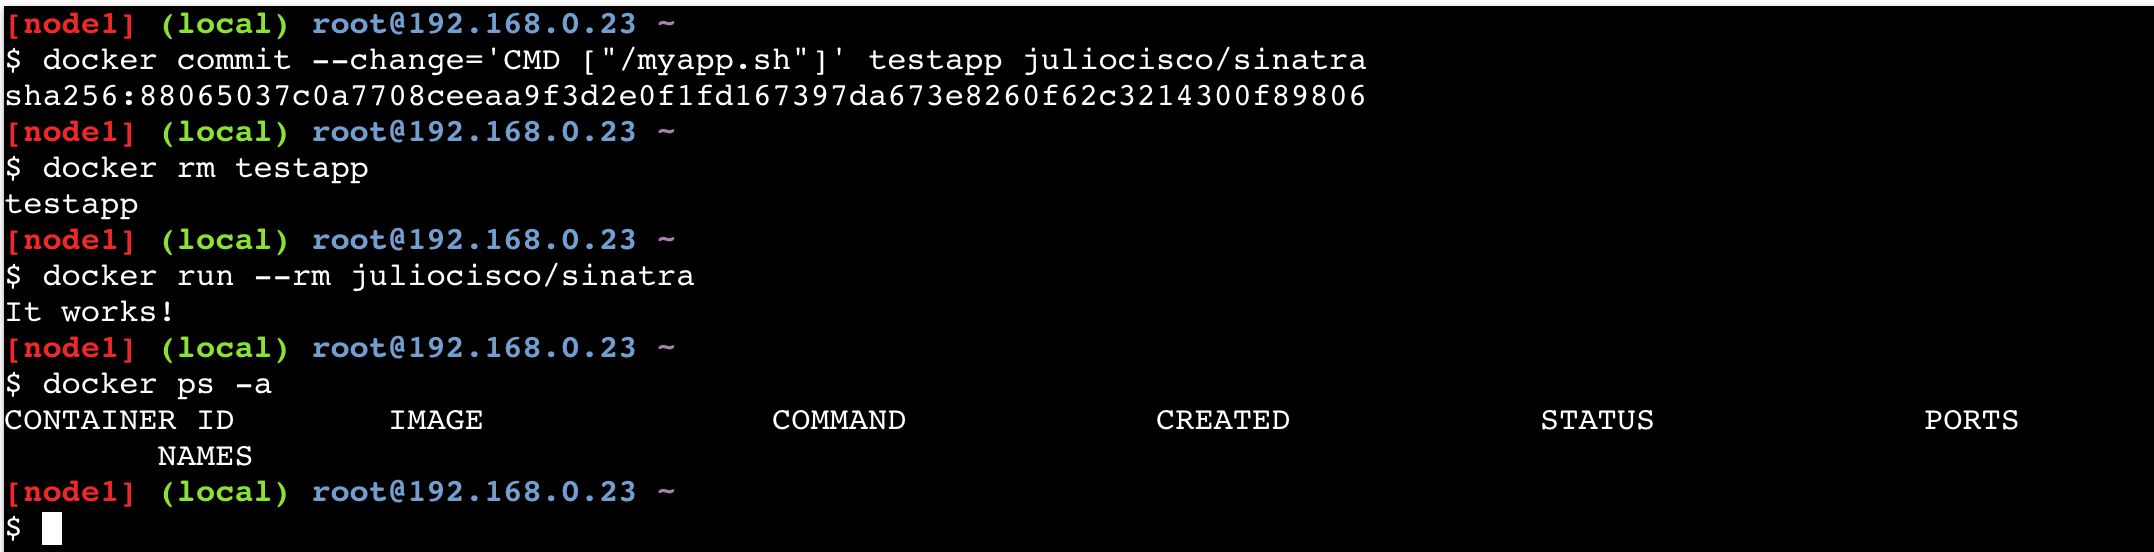 [node1] (local) root@192.168.0.23 ~
$ docker commit --change='CMD ["/myapp.sh"]' testapp juliocisco/sinatra
sha256:88065037c0a7708ceeaa9f3d2e0f1fd167397da673e8260f62c3214300f89806
[node1] (local) root@192.168.0.23 ~
$ docker rm testapp
testapp
[node1] (local) root@192.168.0.23 ~
$ docker run --rm juliocisco/sinatra
It works!
[node1] (local) root@192.168.0.23 ~
$ docker ps -a
CONTAINER ID        IMAGE               COMMAND             CREATED             STATUS              PORTS
        NAMES
[node1] (local) root@192.168.0.23 ~
$